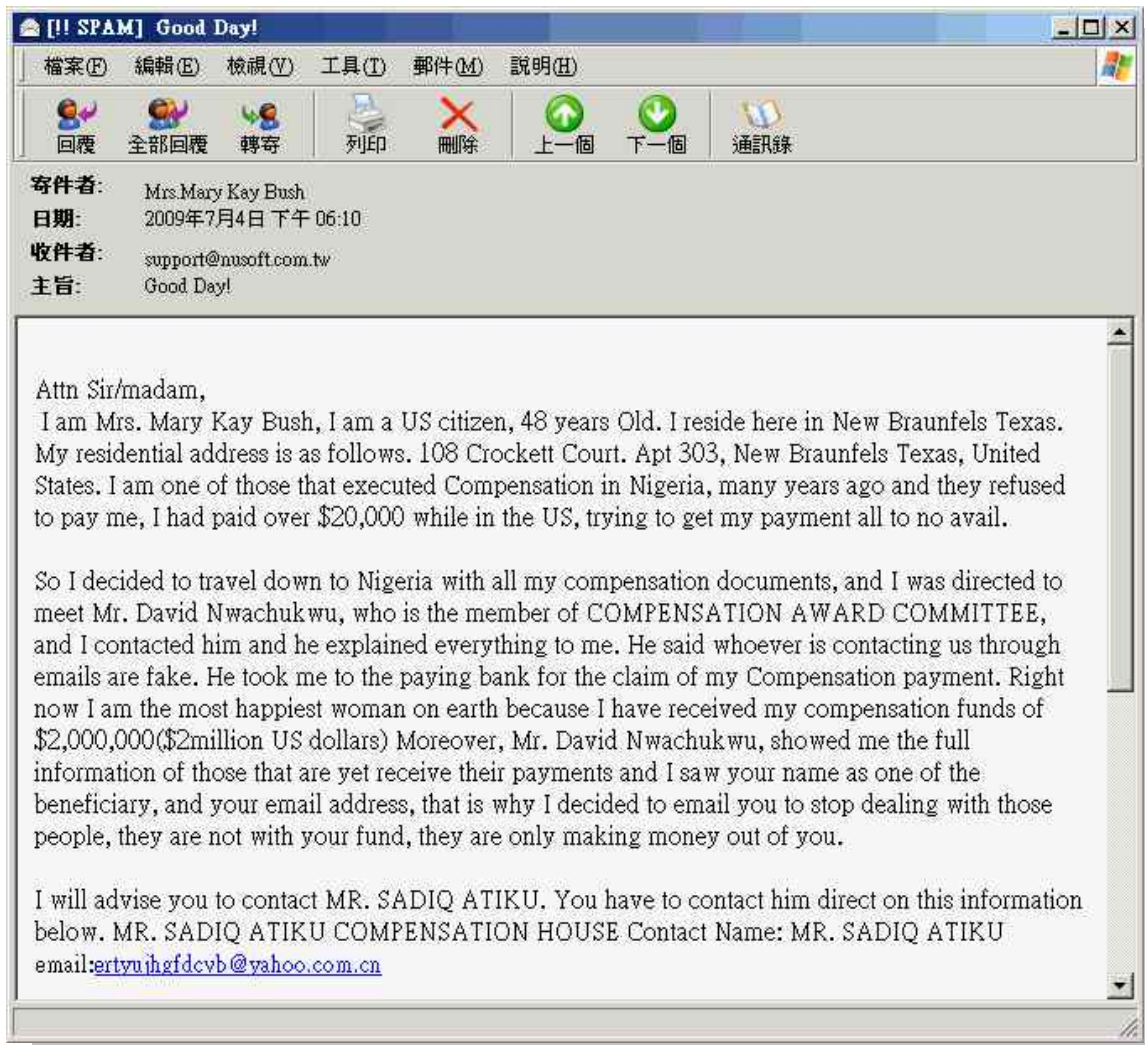 [!! SPAM] Good Day!
檔案(F) 編輯(E) 檢視(V) 工具(T) 郵件(M) 說明(H)
回覆 全部回覆 轉寄 列印 刪除 上一個 下一個 通訊錄
寄件者: Mrs.Mary Kay Bush
日期: 2009年7月4日 下午 06:10
收件者: support@nusoft.com.tw
主旨: Good Day!
Attn Sir/madam,
I am Mrs. Mary Kay Bush, I am a US citizen, 48 years Old. I reside here in New Braunfels Texas.
My residential address is as follows. 108 Crockett Court. Apt 303, New Braunfels Texas, United
States. I am one of those that executed Compensation in Nigeria, many years ago and they refused
to pay me, I had paid over $20,000 while in the US, trying to get my payment all to no avail.
So I decided to travel down to Nigeria with all my compensation documents, and I was directed to
meet Mr. David Nwachukwu, who is the member of COMPENSATION AWARD COMMITTEE,
and I contacted him and he explained everything to me. He said whoever is contacting us through
emails are fake. He took me to the paying bank for the claim of my Compensation payment. Right
now I am the most happiest woman on earth because I have received my compensation funds of
$2,000,000($2million US dollars) Moreover, Mr. David Nwachukwu, showed me the full
information of those that are yet receive their payments and I saw your name as one of the
beneficiary, and your email address, that is why I decided to email you to stop dealing with those
people, they are not with your fund, they are only making money out of you.
I will advise you to contact MR. SADIQ ATIKU. You have to contact him direct on this information
below. MR. SADIQ ATIKU COMPENSATION HOUSE Contact Name: MR. SADIQ ATIKU
email:ertyujhgfdcvb@yahoo.com.cn